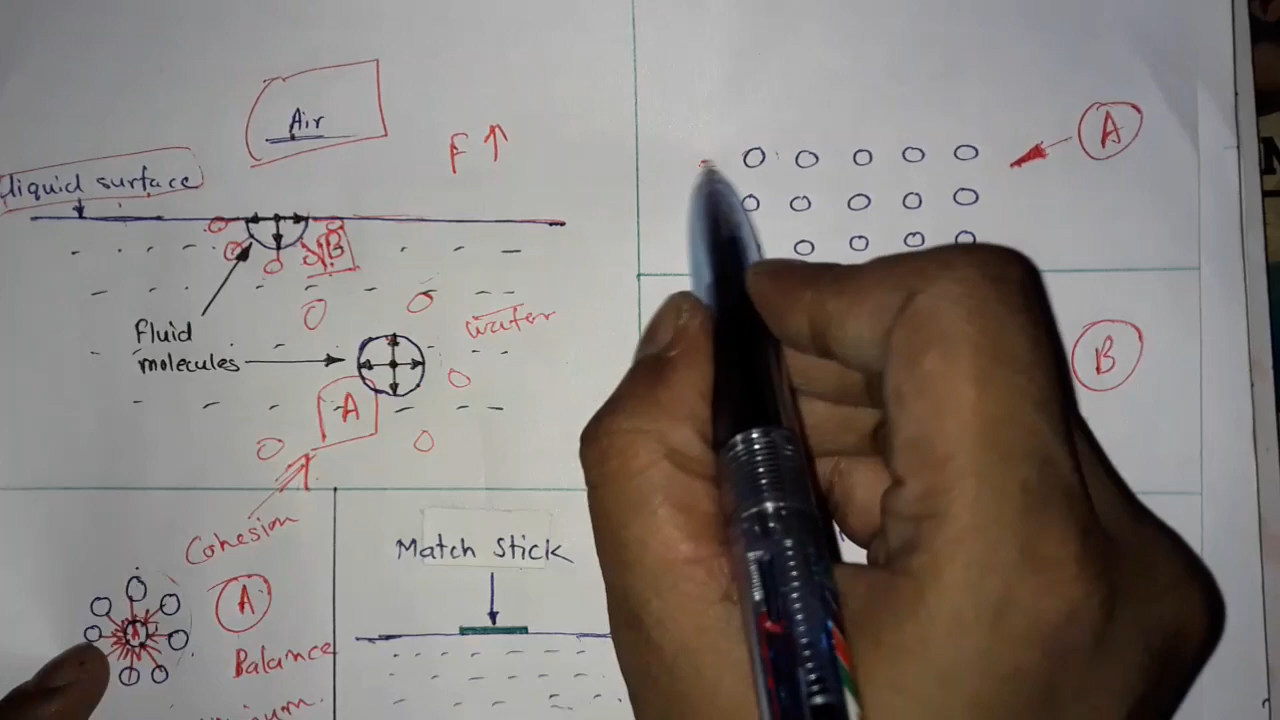 Air
F ↑
liquid surface
B
fluid
molecules
water
A
Cohesion
A
Balance
Match Stick
A
B